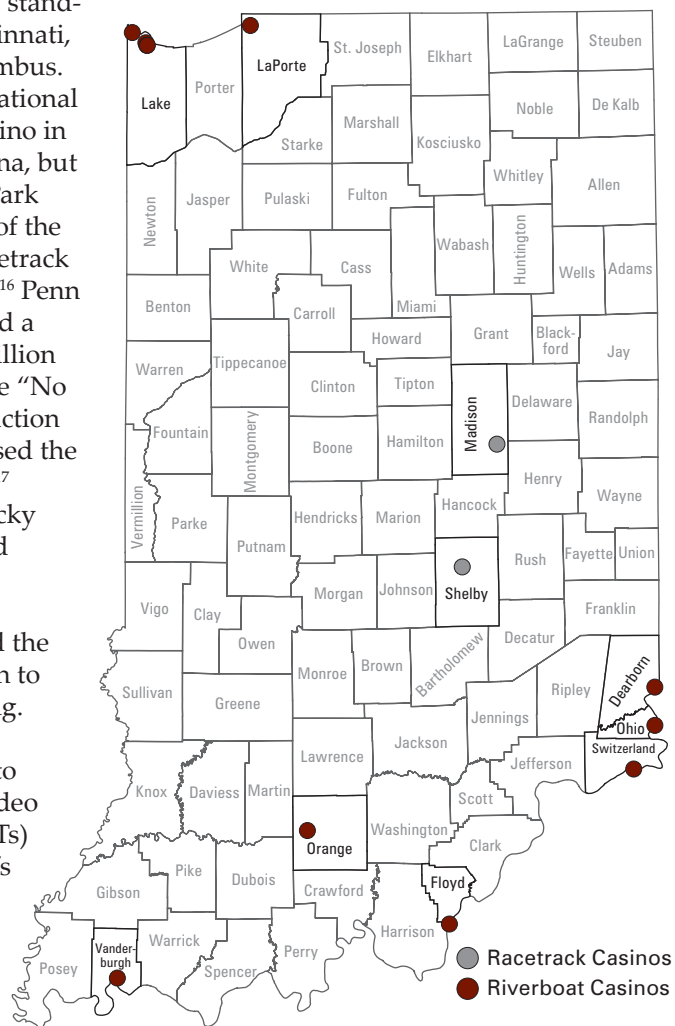 stand-
innati,
mbus.
ational
ino in
na, but
Park
of the
etrack
16 Penn
d a
illion
e “No
ction
sed the
7
cky
d
d the
n to
g.
to
deo
Ts)
fs
St. Joseph
Elkhart
LaGrange
Steuben
LaPorte
Porter
Lake
Noble
De Kalb
Marshall
Starke
Kosciusko
Whitley
Allen
Newton
Jasper
Pulaski
Fulton
Wabash
Huntington
Wells
Adams
White
Cass
Miami
Benton
Carroll
Howard
Grant
Black-
ford
Jay
Warren
Tippecanoe
Clinton
Tipton
Madison
Delaware
Randolph
Fountain
Montgomery
Boone
Hamilton
Henry
Wayne
Vermillion
Parke
Putnam
Hendricks
Marion
Hancock
Rush
Fayette
Union
Shelby
Vigo
Clay
Morgan
Johnson
Franklin
Owen
Decatur
Monroe
Brown
Bartholomew
Dearborn
Sullivan
Greene
Ripley
Jennings
Ohio
Switzerland
Lawrence
Jackson
Jefferson
Knox
Daviess
Martin
Scott
Orange
Washington
Clark
Pike
Dubois
Gibson
Crawford
Floyd
Harrison
Vander-
burgh
Warrick
Perry
Posey
Spencer
Racetrack Casinos
Riverboat Casinos